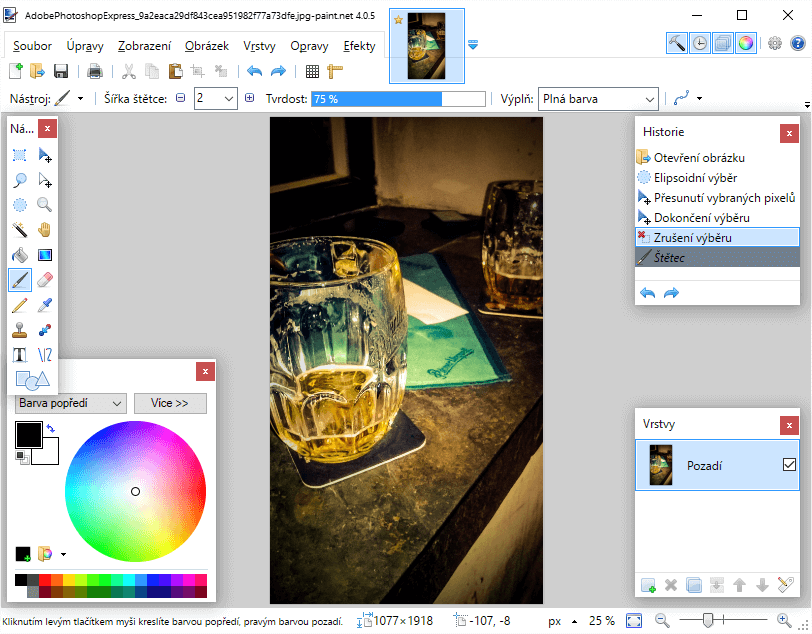 AdobePhotoshopExpress_9a2eaca29df843cea951982f77a73dfe.jpg - paint.net 4.0.5
Soubor Úpravy Zobrazení Obrázek Vrstvy Opravy Efekty
Nástroj: Šířka štětce: 2 Tvrdost: 75 % Výplň: Plná barva
Ná...
Historie
Otevření obrázku
Elipsoidní výběr
Přesunutí vybraných pixelů
Dokončení výběru
Zrušení výběru
Štětec
Barva popředí Více >>
Vrstvy
Pozadí
Kliknutím levým tlačítkem myši kreslíte barvou popředí, pravým barvou pozadí. 1077 × 1918 -107, -8 px 25 %